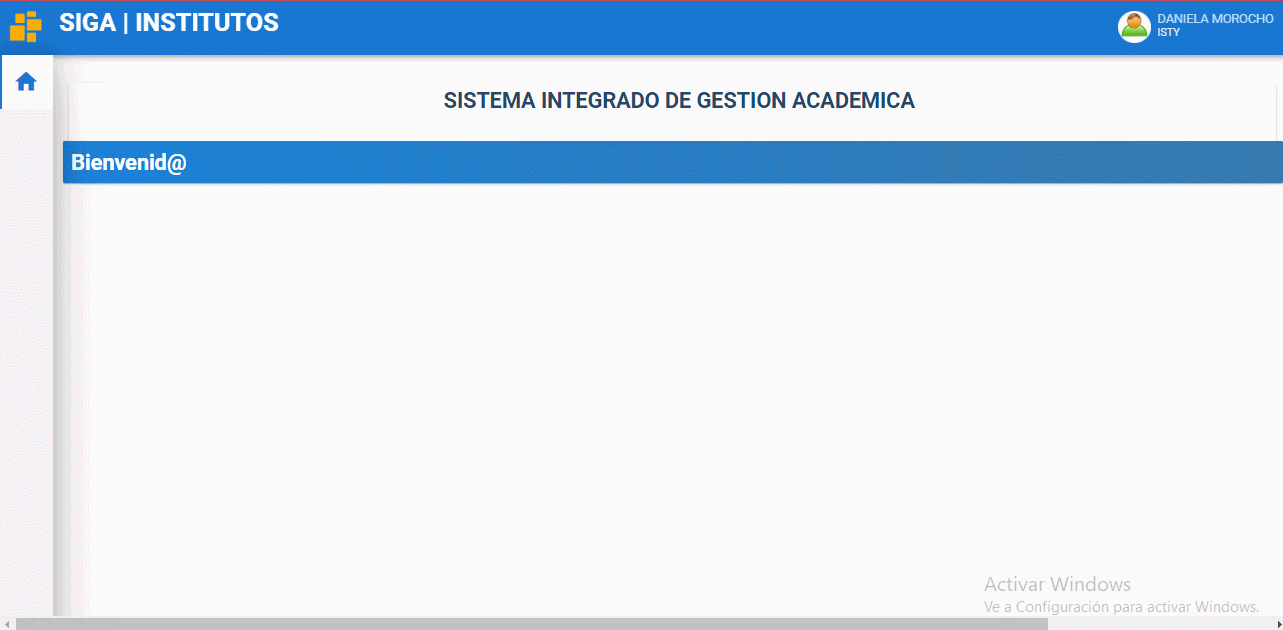 SIGA | INSTITUTOS
DANIELA MOROCHO
ISTY
SISTEMA INTEGRADO DE GESTION ACADEMICA
Bienvenid@
Activar Windows
Ve a Configuración para activar Windows.